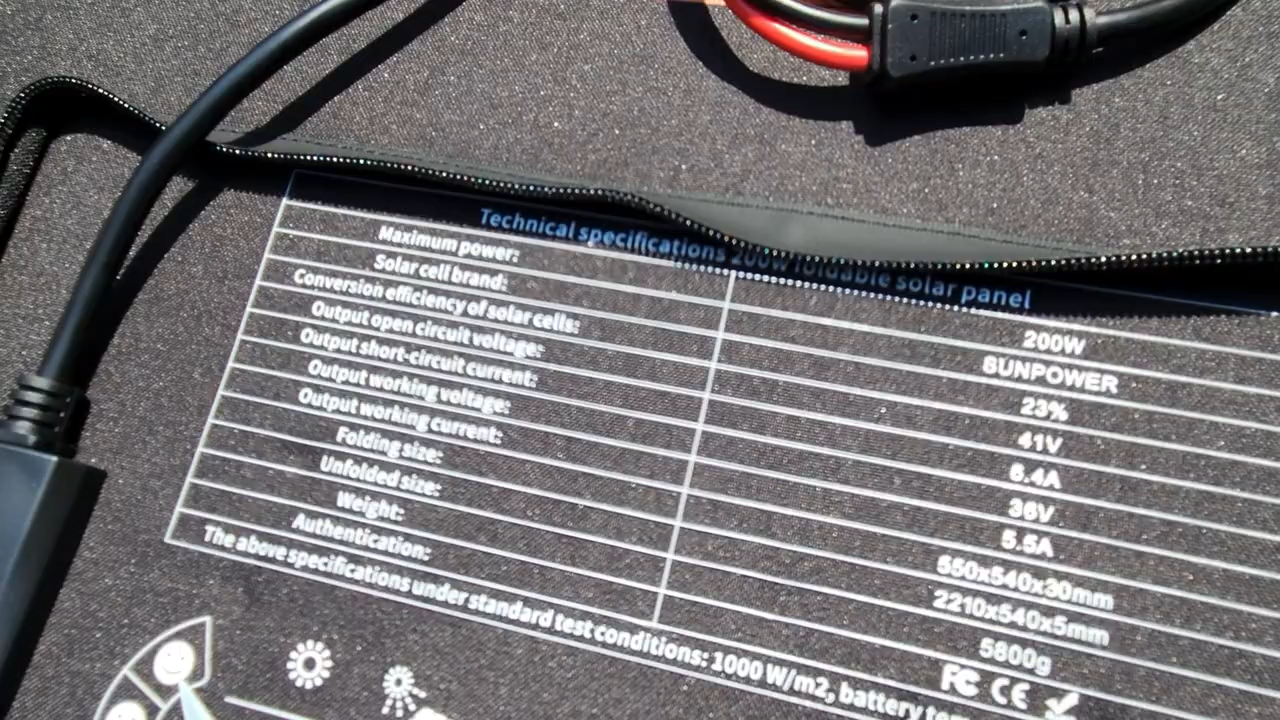 Technical specifications 200W foldable solar panel
Maximum power: 200W
Solar cell brand: SUNPOWER
Conversion efficiency of solar cells: 23%
Output open circuit voltage: 41V
Output short-circuit current: 6.4A
Output working voltage: 36V
Output working current: 5.5A
Folding size: 550x540x30mm
Unfolded size: 2210x540x5mm
Weight: 5800g
Authentication: FC CE
The above specifications under standard test conditions: 1000 W/m2, battery tem